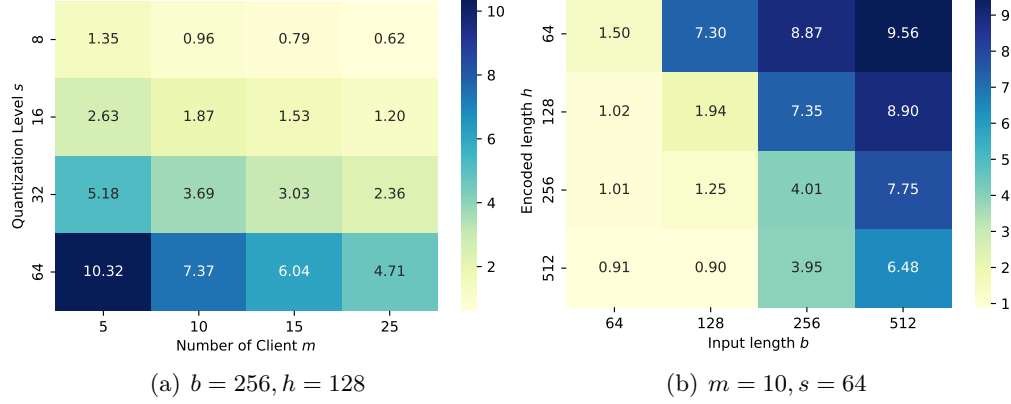 Quantization Level s
8 1.35 0.96 0.79 0.62
16 2.63 1.87 1.53 1.20
32 5.18 3.69 3.03 2.36
64 10.32 7.37 6.04 4.71
5 10 15 25
Number of Client m
10
8
6
4
2
(a) b = 256, h = 128
Encoded length h
64 1.50 7.30 8.87 9.56
128 1.02 1.94 7.35 8.90
256 1.01 1.25 4.01 7.75
512 0.91 0.90 3.95 6.48
64 128 256 512
Input length b
9
8
7
6
5
4
3
2
1
(b) m = 10, s = 64